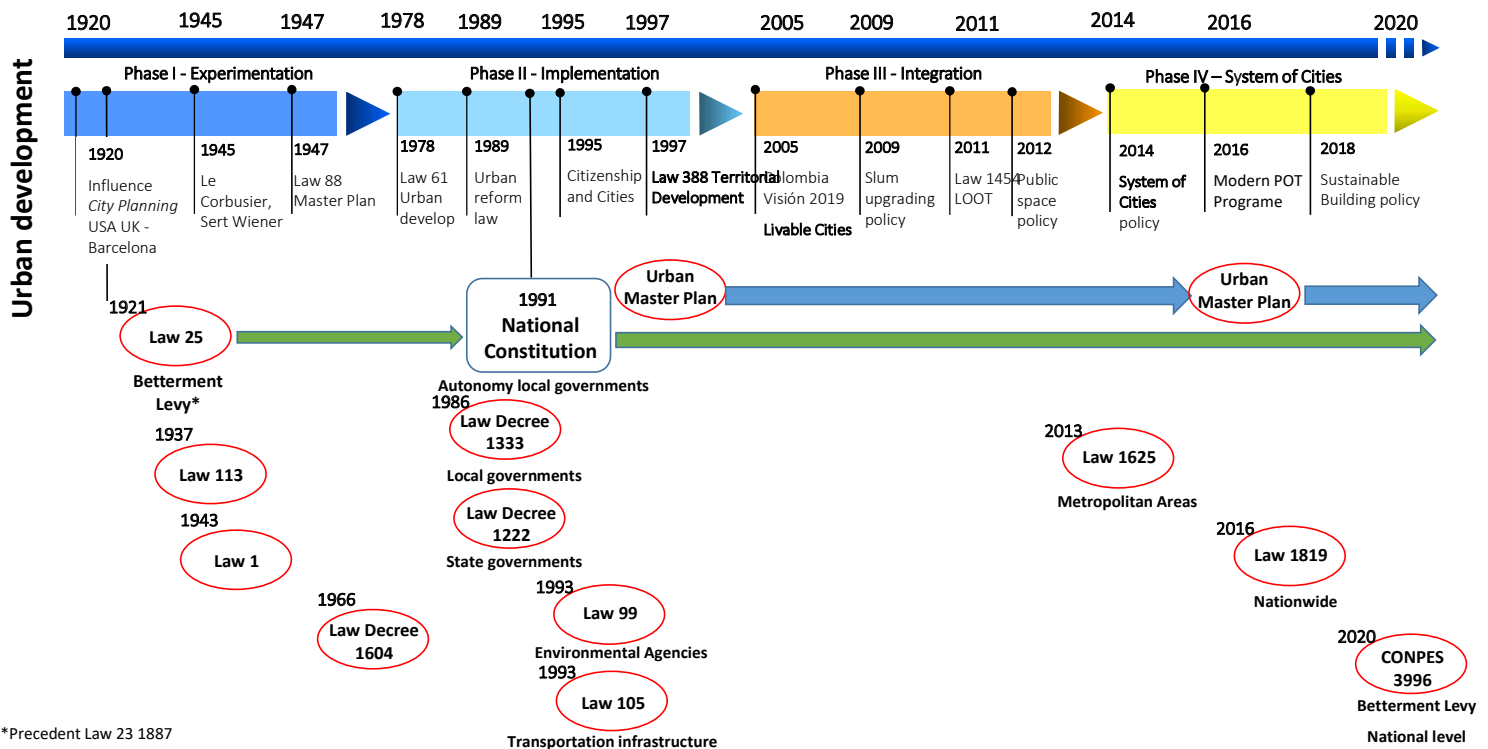 1920 1945 1947 1978 1989 1995 1997 2005 2009 2011 2014 2016 2020
Urban development
Phase I - Experimentation
Phase II - Implementation
Phase III - Integration
Phase IV – System of Cities
1920
Influence
City Planning
USA UK -
Barcelona
1945
Le
Corbusier,
Sert Wiener
1947
Law 88
Master Plan
1978
Law 61
Urban
develop
1989
Urban
reform
law
1995
Citizenship
and Cities
1997
Law 388 Territorial
Development
2005
Colombia
Visión 2019
Livable Cities
2009
Slum
upgrading
policy
2011
Law 1454
LOOT
2012
Public
space
policy
2014
System of
Cities
policy
2016
Modern POT
Programe
2018
Sustainable
Building policy
1921
Law 25
Betterment
Levy*
1937
Law 113
1943
Law 1
1966
Law Decree
1604
1991
National
Constitution
Autonomy local governments
1986
Law Decree
1333
Local governments
Law Decree
1222
State governments
1993
Law 99
Environmental Agencies
1993
Law 105
Transportation infrastructure
Urban
Master Plan
Urban
Master Plan
2013
Law 1625
Metropolitan Areas
2016
Law 1819
Nationwide
2020
CONPES
3996
Betterment Levy
National level
*Precedent Law 23 1887